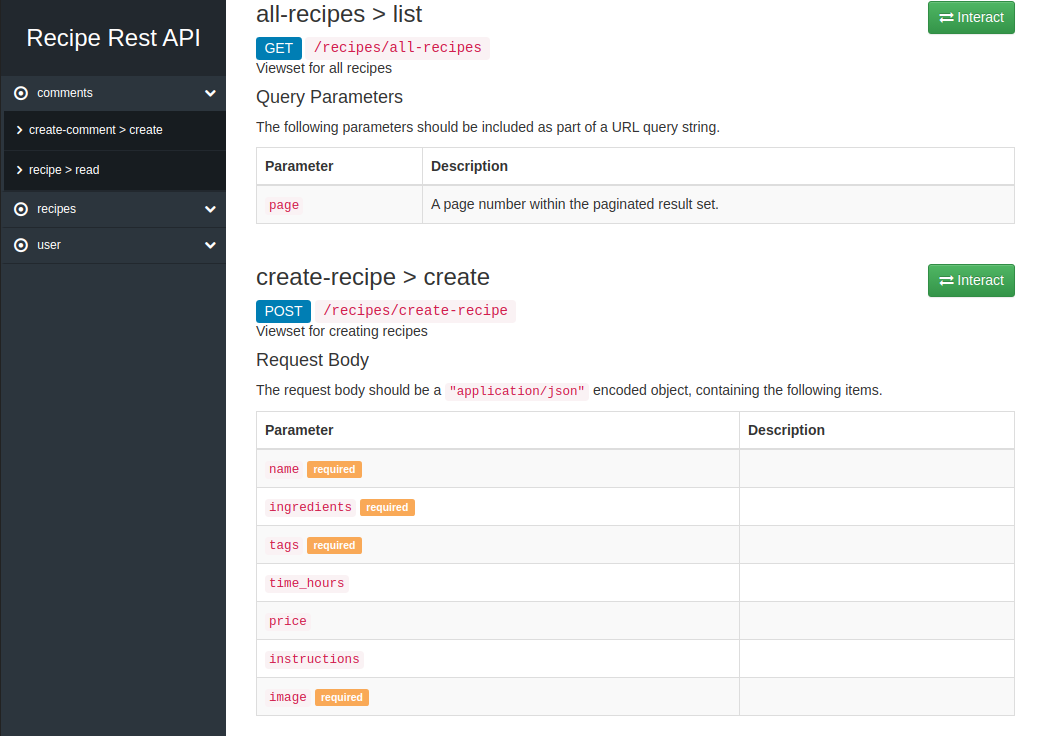 Recipe Rest API
comments
create-comment > create
recipe > read
recipes
user
all-recipes > list
Interact
GET /recipes/all-recipes
Viewset for all recipes
Query Parameters
The following parameters should be included as part of a URL query string.
Parameter Description
page A page number within the paginated result set.
create-recipe > create
Interact
POST /recipes/create-recipe
Viewset for creating recipes
Request Body
The request body should be a "application/json" encoded object, containing the following items.
Parameter Description
name required
ingredients required
tags required
time_hours
price
instructions
image required